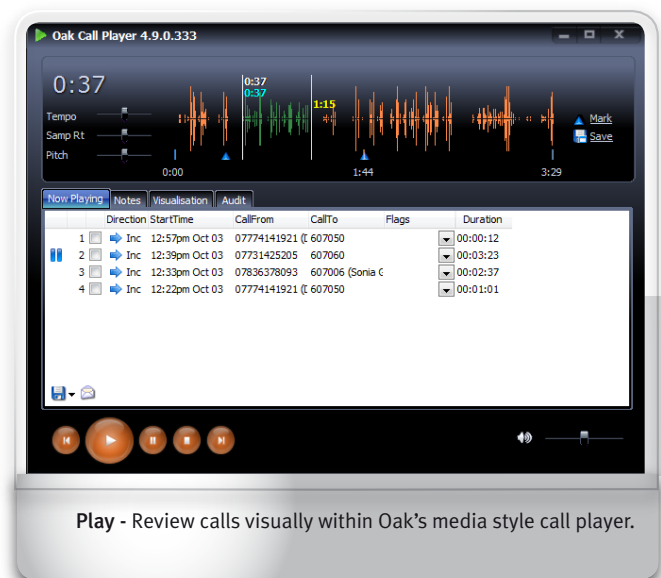 Oak Call Player 4.9.0.333
0:37
0:37
0:37
1:15
Tempo
Samp Rt
Pitch
Mark
Save
0:00 1:44 3:29
Now Playing Notes Visualisation Audit
Direction StartTime CallFrom CallTo Flags Duration
1 Inc 12:57pm Oct 03 07774141921 (D 607050 00:00:12
2 Inc 12:39pm Oct 03 07731425205 607060 00:03:23
3 Inc 12:33pm Oct 03 07836378093 607006 (Sonia G 00:02:37
4 Inc 12:22pm Oct 03 07774141921 (D 607050 00:01:01
Play - Review calls visually within Oak's media style call player.